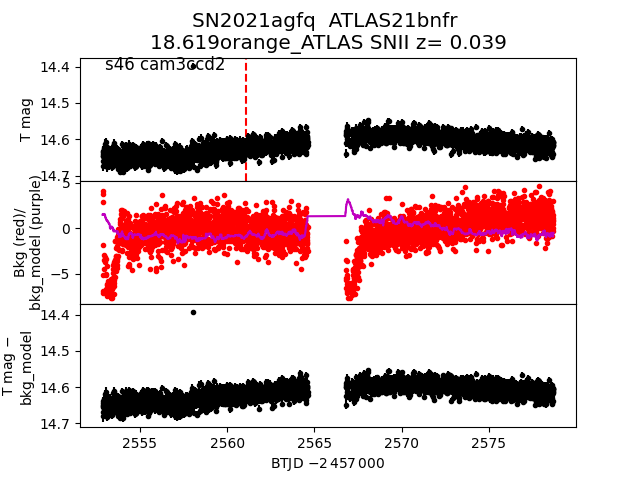 SN2021agfq ATLAS21bnfr
18.619orange_ATLAS SNII z= 0.039
s46 cam3ccd2
14.4
14.5
14.6
14.7
T mag
5
0
−5
Bkg (red)/
bkg_model (purple)
14.4
14.5
14.6
14.7
T mag −
bkg_model
2555 2560 2565 2570 2575
BTJD −2 457 000